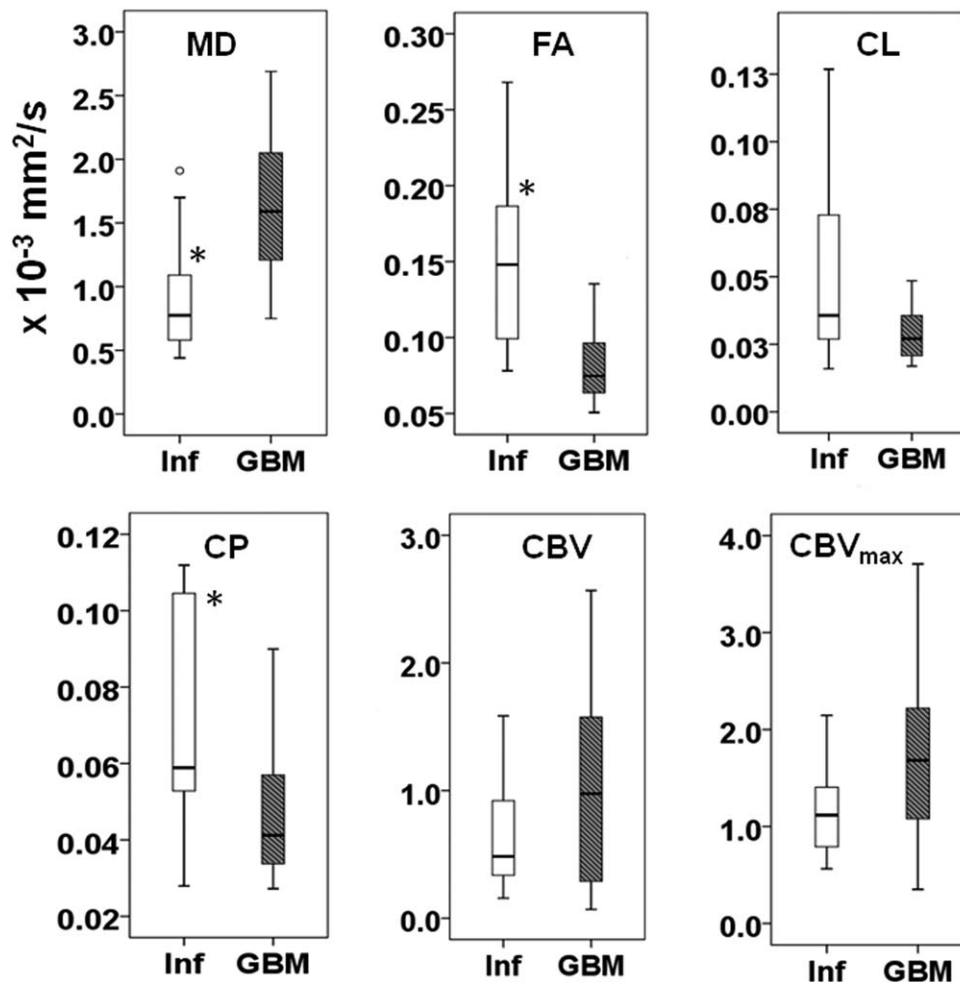 x 10⁻³ mm²/s
MD
3.0
2.5
2.0
1.5
1.0
0.5
0.0
*
Inf GBM
FA
0.30
0.25
0.20
0.15
0.10
0.05
*
Inf GBM
CL
0.13
0.10
0.08
0.05
0.03
0.00
Inf GBM
CP
0.12
0.10
0.08
0.06
0.04
0.02
*
Inf GBM
CBV
3.0
2.0
1.0
0.0
Inf GBM
CBVmax
4.0
3.0
2.0
1.0
0.0
Inf GBM